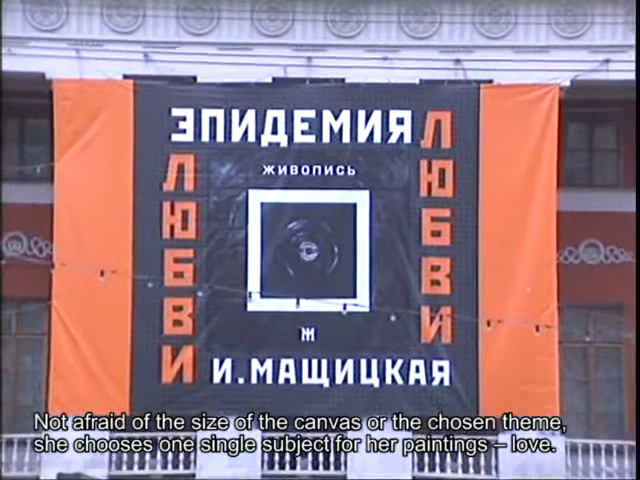 ЭПИДЕМИЯ
ЛЮБВИ
ЛЮБВИ
ЖИВОПИСЬ
Ж
И.МАЩИЦКАЯ
Not afraid of the size of the canvas or the chosen theme,
she chooses one single subject for her paintings – love.